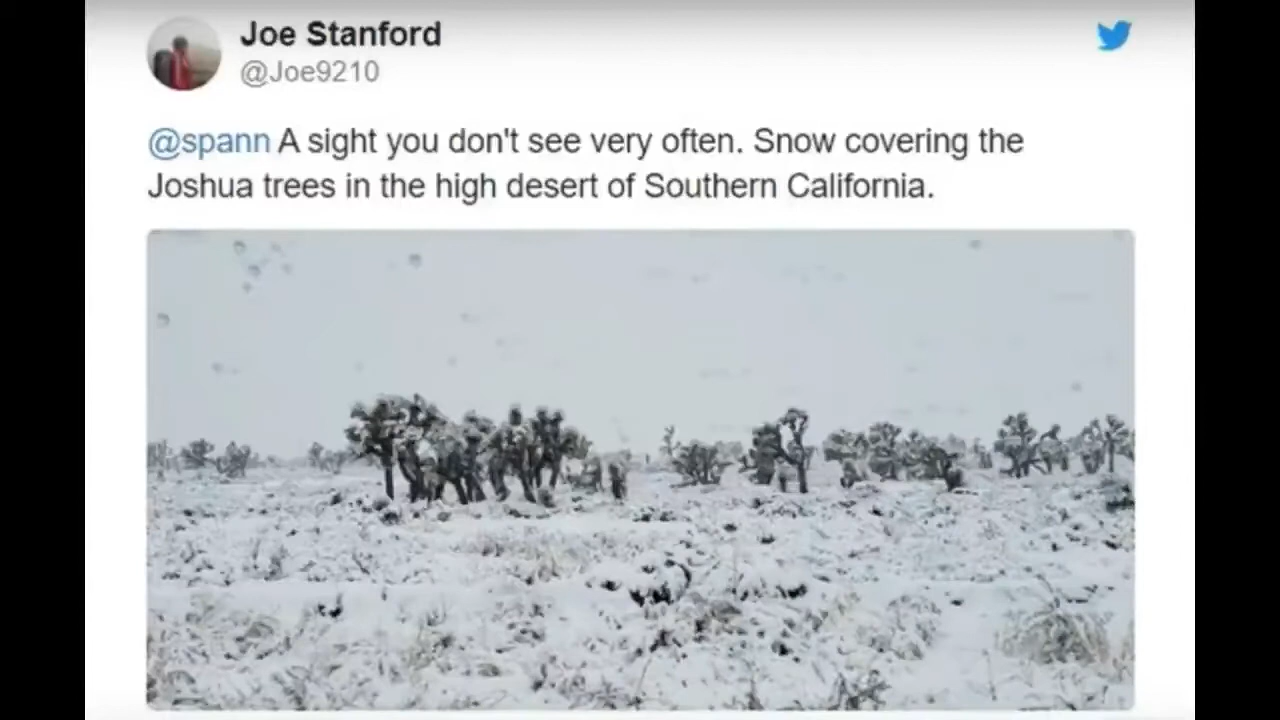 Joe Stanford
@Joe9210
@spann A sight you don't see very often. Snow covering the
Joshua trees in the high desert of Southern California.